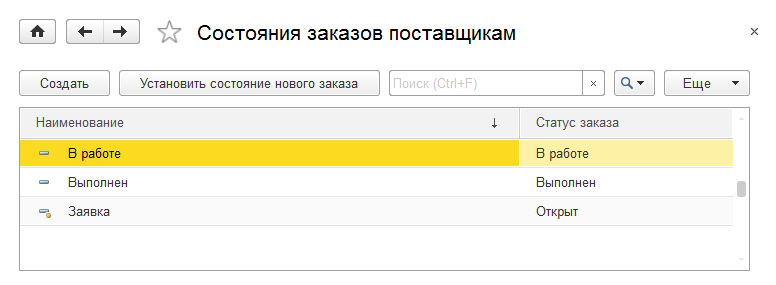 Состояния заказов поставщикам
Создать Установить состояние нового заказа Поиск (Ctrl+F) × Еще
Наименование ↓ Статус заказа
В работе В работе
Выполнен Выполнен
Заявка Открыт